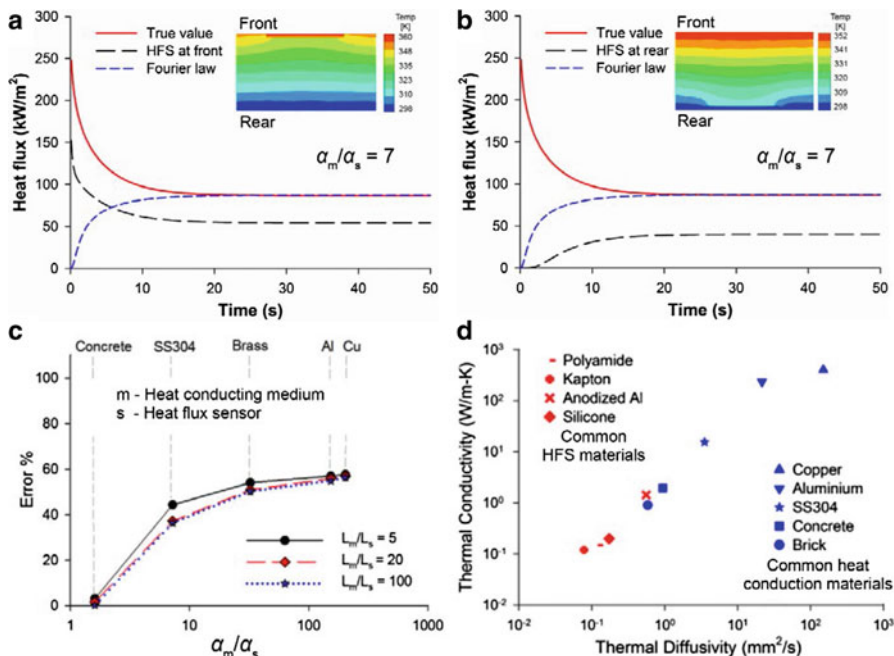 a
True value
HFS at front
Fourier law
Front
Rear
Temp
[K]
360
348
335
323
310
298
αm/αs = 7
Heat flux (kW/m²)
300
250
200
150
100
50
0
0
10
20
30
40
50
Time (s)
b
True value
HFS at rear
Fourier law
Front
Rear
Temp
[K]
352
341
331
320
309
298
αm/αs = 7
Heat flux (kW/m²)
300
250
200
150
100
50
0
0
10
20
30
40
50
Time (s)
c
Concrete
SS304
Brass
Al
Cu
m - Heat conducting medium
s - Heat flux sensor
Error %
100
80
60
40
20
0
Lm/Ls = 5
Lm/Ls = 20
Lm/Ls = 100
1
10
100
1000
αm/αs
d
Thermal Conductivity (W/m-K)
10³
10²
10¹
10⁰
10⁻¹
10⁻²
Polyamide
Kapton
Anodized Al
Silicone
Common
HFS materials
Copper
Aluminium
SS304
Concrete
Brick
Common heat
conduction materials
10⁻²
10⁻¹
10⁰
10¹
10²
10³
Thermal Diffusivity (mm²/s)